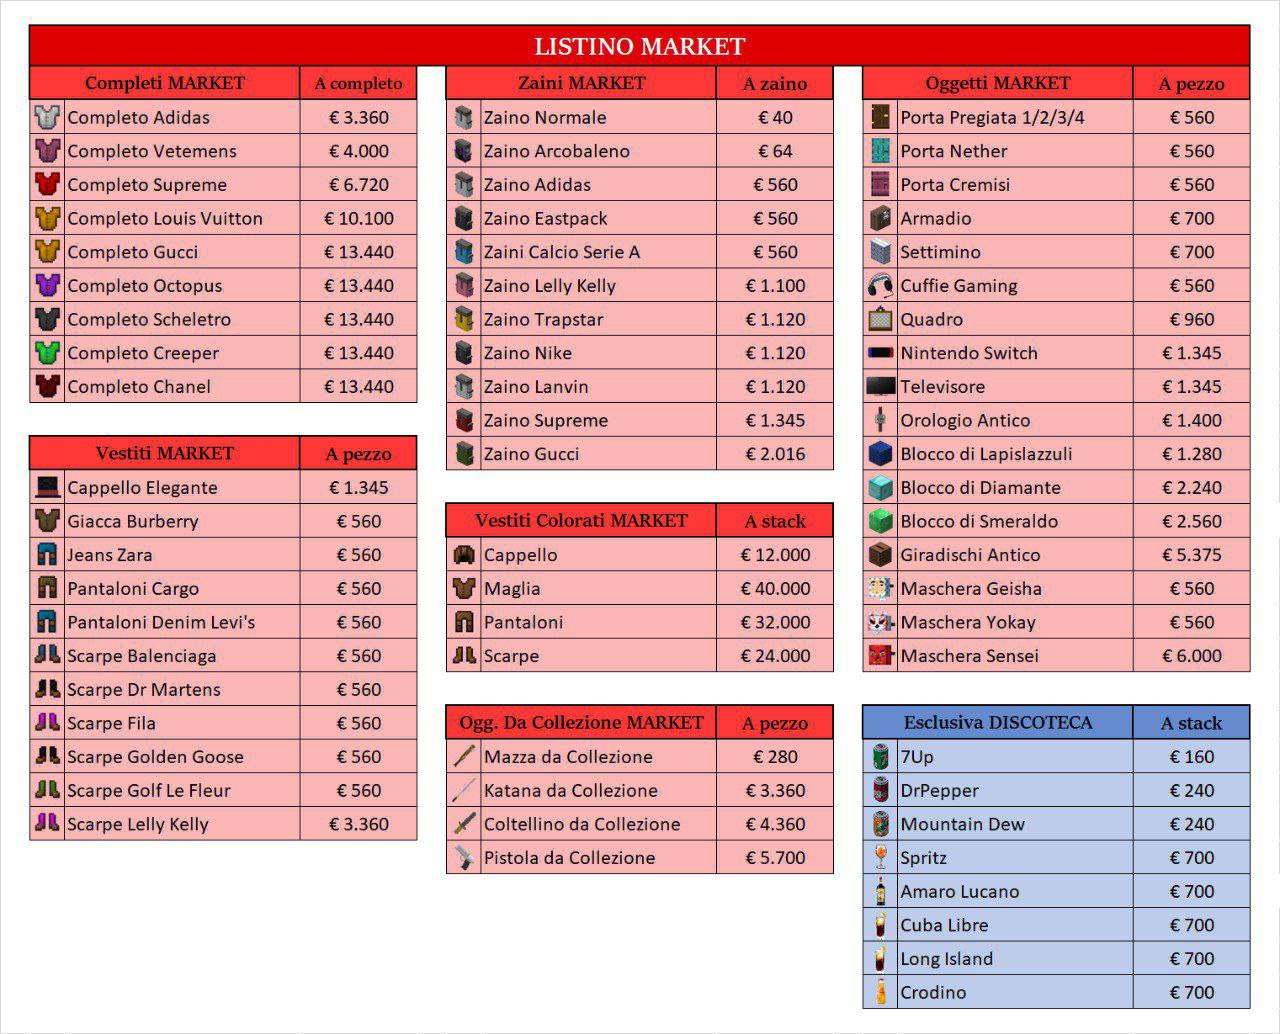 LISTINO MARKET
Completi MARKET A completo
Completo Adidas € 3.360
Completo Vetemens € 4.000
Completo Supreme € 6.720
Completo Louis Vuitton € 10.100
Completo Gucci € 13.440
Completo Octopus € 13.440
Completo Scheletro € 13.440
Completo Creeper € 13.440
Completo Chanel € 13.440
Vestiti MARKET A pezzo
Cappello Elegante € 1.345
Giacca Burberry € 560
Jeans Zara € 560
Pantaloni Cargo € 560
Pantaloni Denim Levi's € 560
Scarpe Balenciaga € 560
Scarpe Dr Martens € 560
Scarpe Fila € 560
Scarpe Golden Goose € 560
Scarpe Golf Le Fleur € 560
Scarpe Lelly Kelly € 3.360
Zaini MARKET A zaino
Zaino Normale € 40
Zaino Arcobaleno € 64
Zaino Adidas € 560
Zaino Eastpack € 560
Zaini Calcio Serie A € 560
Zaino Lelly Kelly € 1.100
Zaino Trapstar € 1.120
Zaino Nike € 1.120
Zaino Lanvin € 1.120
Zaino Supreme € 1.345
Zaino Gucci € 2.016
Vestiti Colorati MARKET A stack
Cappello € 12.000
Maglia € 40.000
Pantaloni € 32.000
Scarpe € 24.000
Ogg. Da Collezione MARKET A pezzo
Mazza da Collezione € 280
Katana da Collezione € 3.360
Coltellino da Collezione € 4.360
Pistola da Collezione € 5.700
Oggetti MARKET A pezzo
Porta Pregiata 1/2/3/4 € 560
Porta Nether € 560
Porta Cremisi € 560
Armadio € 700
Settimino € 700
Cuffie Gaming € 560
Quadro € 960
Nintendo Switch € 1.345
Televisore € 1.345
Orologio Antico € 1.400
Blocco di Lapislazzuli € 1.280
Blocco di Diamante € 2.240
Blocco di Smeraldo € 2.560
Giradischi Antico € 5.375
Maschera Geisha € 560
Maschera Yokay € 560
Maschera Sensei € 6.000
Esclusiva DISCOTECA A stack
7Up € 160
DrPepper € 240
Mountain Dew € 240
Spritz € 700
Amaro Lucano € 700
Cuba Libre € 700
Long Island € 700
Crodino € 700